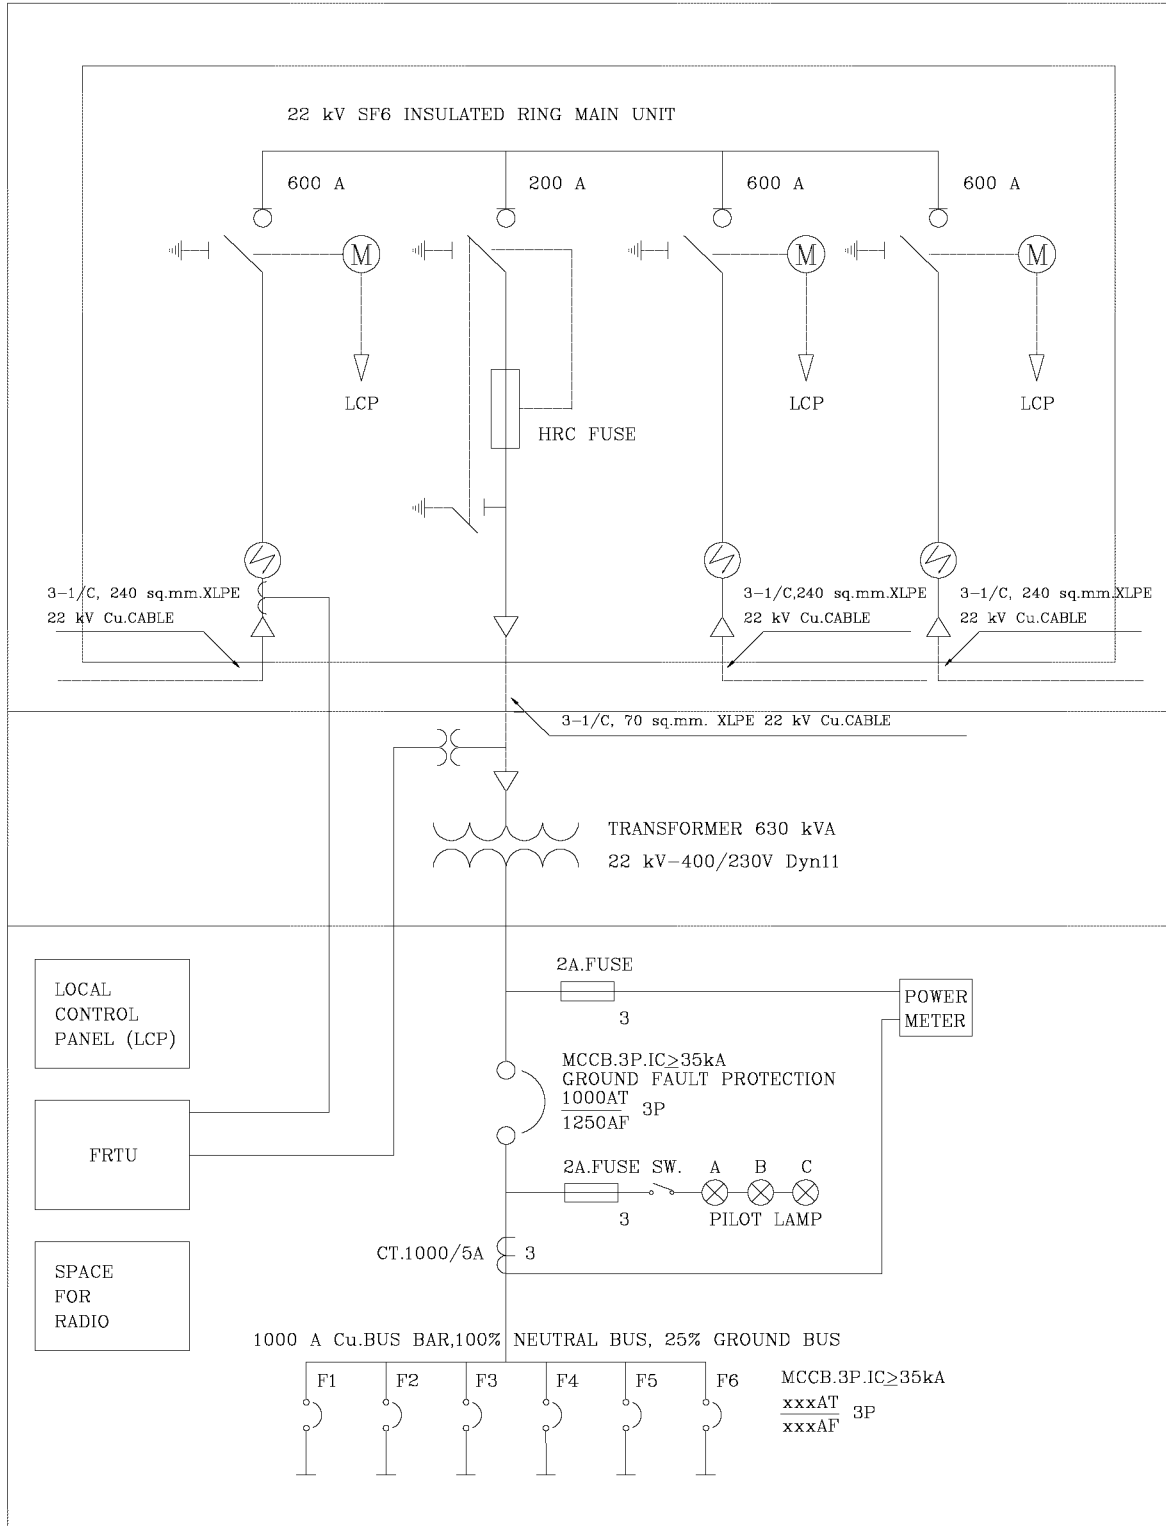 22 kV SF6 INSULATED RING MAIN UNIT
600 A
200 A
600 A
600 A
M
M
M
LCP
LCP
LCP
HRC FUSE
3-1/C, 240 sq.mm.XLPE
22 kV Cu.CABLE
3-1/C,240 sq.mm.XLPE
22 kV Cu.CABLE
3-1/C, 240 sq.mm.XLPE
22 kV Cu.CABLE
3-1/C, 70 sq.mm. XLPE 22 kV Cu.CABLE
TRANSFORMER 630 kVA
22 kV-400/230V Dyn11
LOCAL
CONTROL
PANEL (LCP)
FRTU
SPACE
FOR
RADIO
2A.FUSE
3
POWER
METER
MCCB.3P.IC≥35kA
GROUND FAULT PROTECTION
1000AT
1250AF
3P
2A.FUSE SW. A B C
3
PILOT LAMP
CT.1000/5A 3
1000 A Cu.BUS BAR,100% NEUTRAL BUS, 25% GROUND BUS
F1 F2 F3 F4 F5 F6
MCCB.3P.IC≥35kA
xxxAT
xxxAF
3P